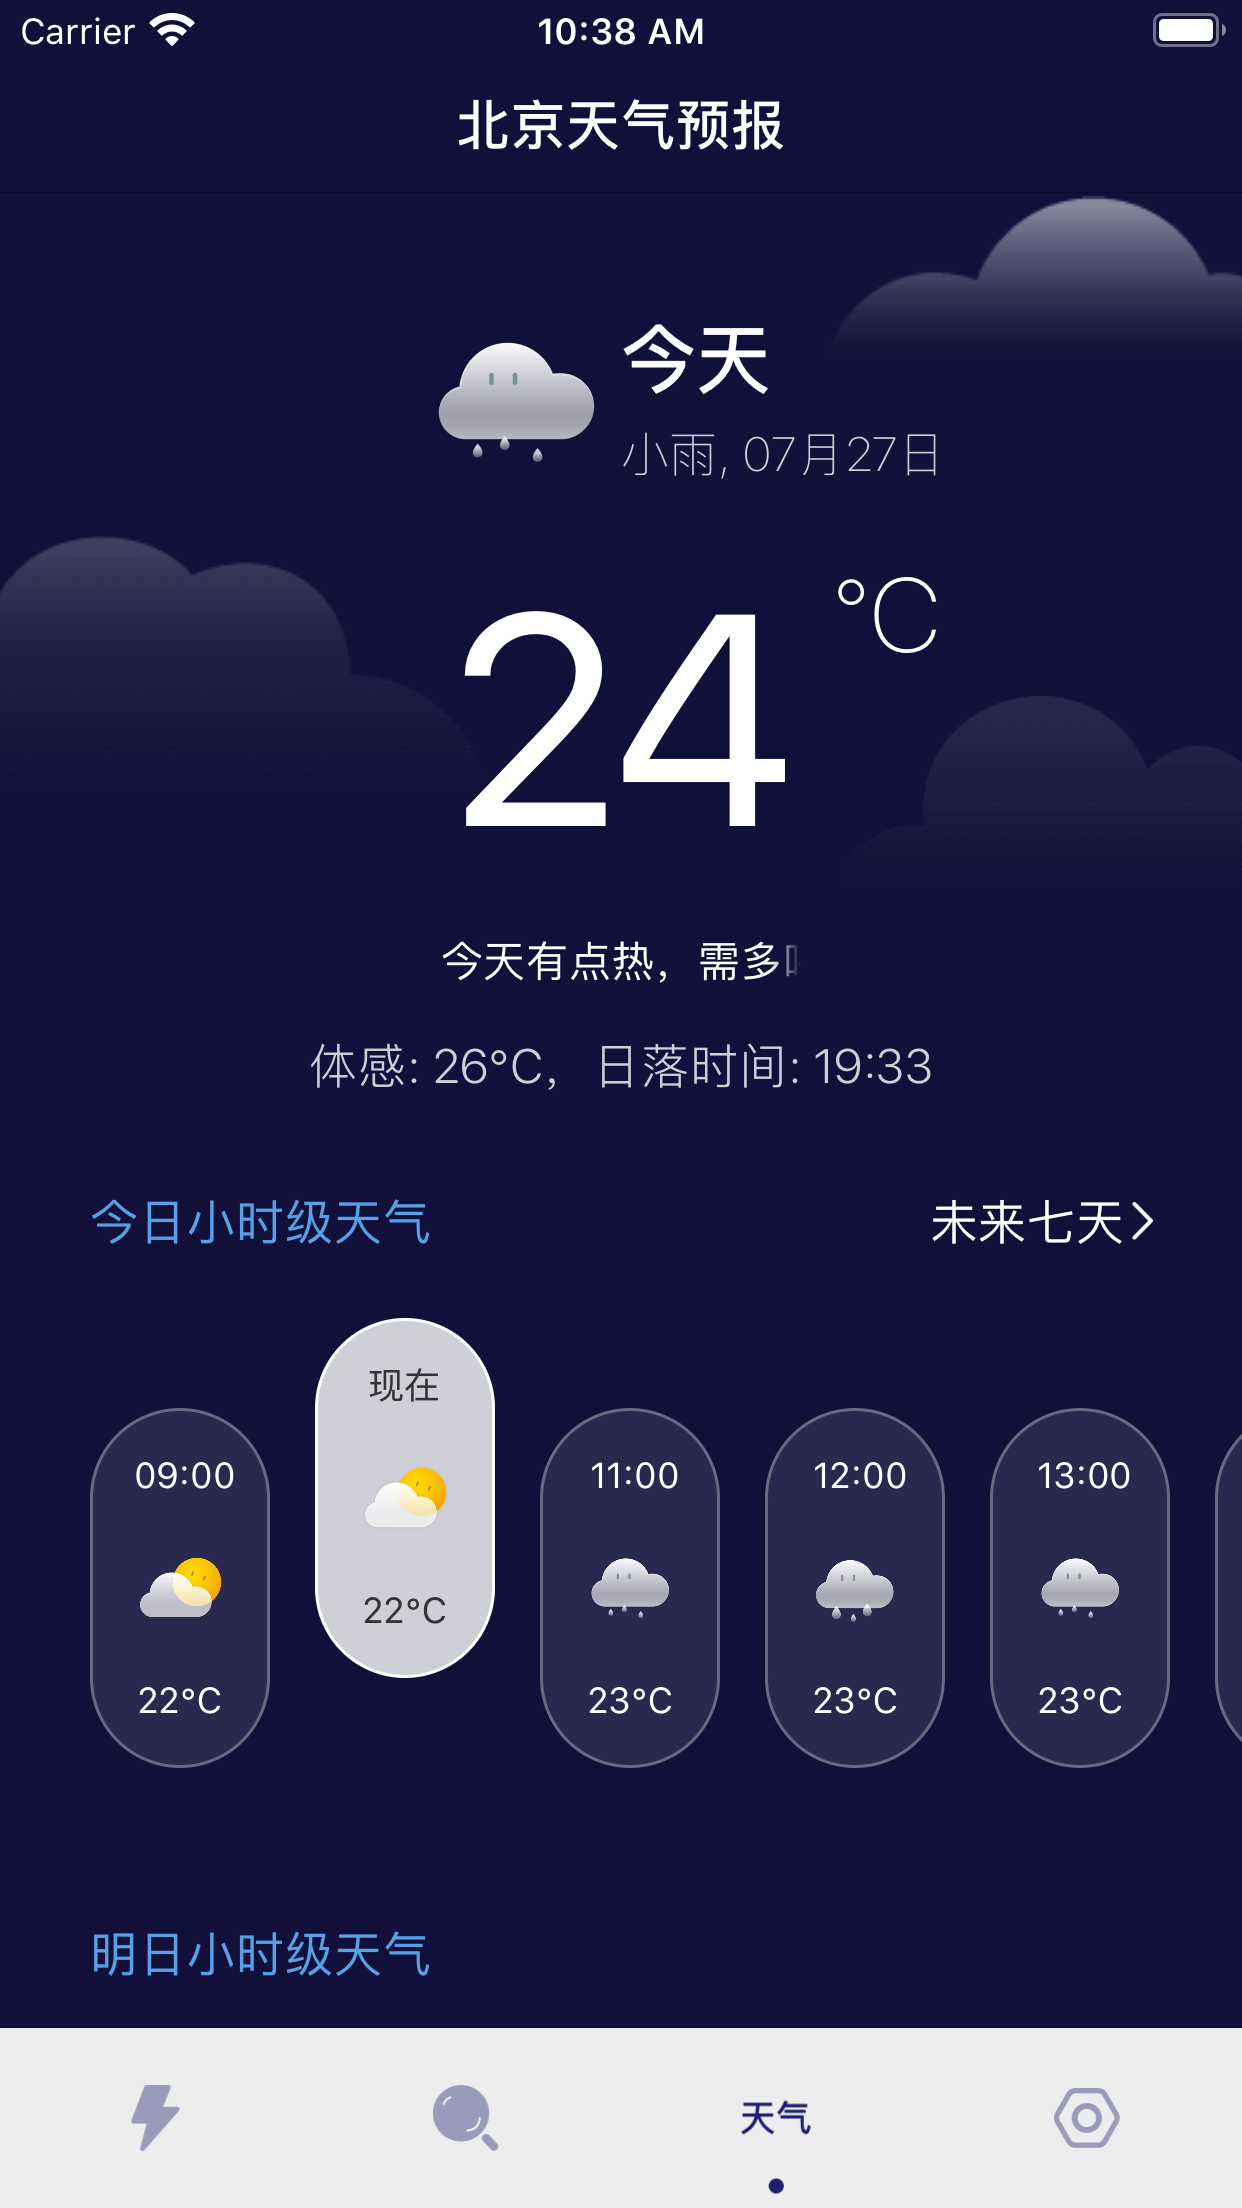 Carrier 10:38 AM
北京天气预报
今天
小雨, 07月27日
24 °C
今天有点热，需多
体感: 26°C，日落时间: 19:33
今日小时级天气 未来七天
现在
09:00 11:00 12:00 13:00
22°C
22°C 23°C 23°C 23°C
明日小时级天气
天气